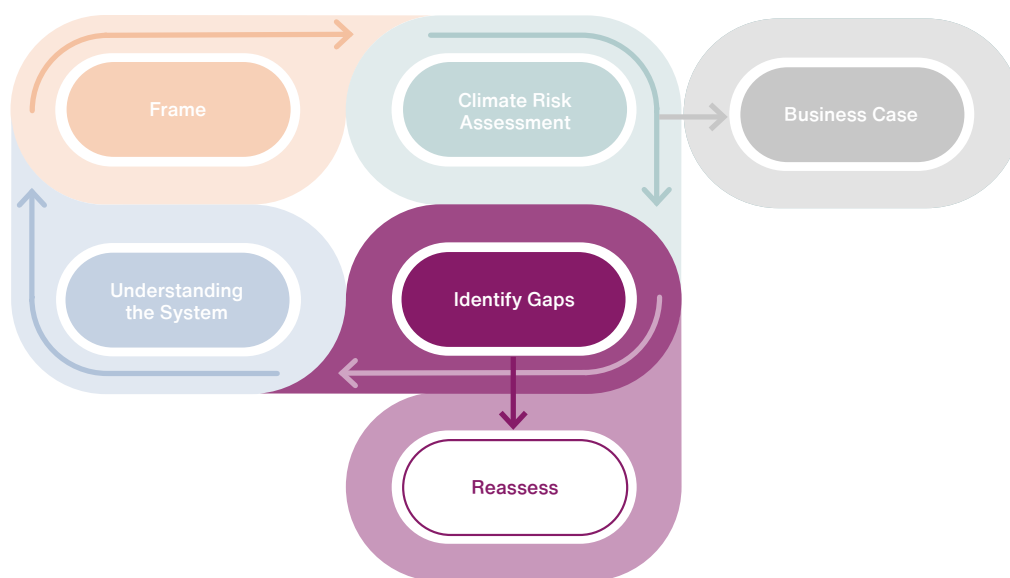 Frame
Climate Risk
Assessment
Business Case
Understanding
the System
Identify Gaps
Reassess